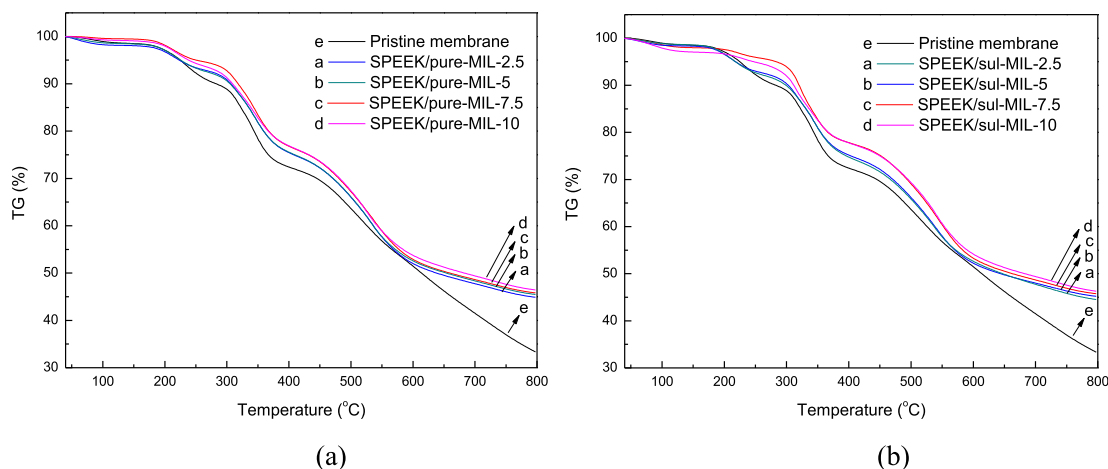 100
90
80
70
60
50
40
30
TG (%)
100 200 300 400 500 600 700 800
Temperature (°C)
e Pristine membrane
a SPEEK/pure-MIL-2.5
b SPEEK/pure-MIL-5
c SPEEK/pure-MIL-7.5
d SPEEK/pure-MIL-10
d
c
b
a
e
(a)
100
90
80
70
60
50
40
30
TG (%)
100 200 300 400 500 600 700 800
Temperature (°C)
e Pristine membrane
a SPEEK/sul-MIL-2.5
b SPEEK/sul-MIL-5
c SPEEK/sul-MIL-7.5
d SPEEK/sul-MIL-10
d
c
b
a
e
(b)